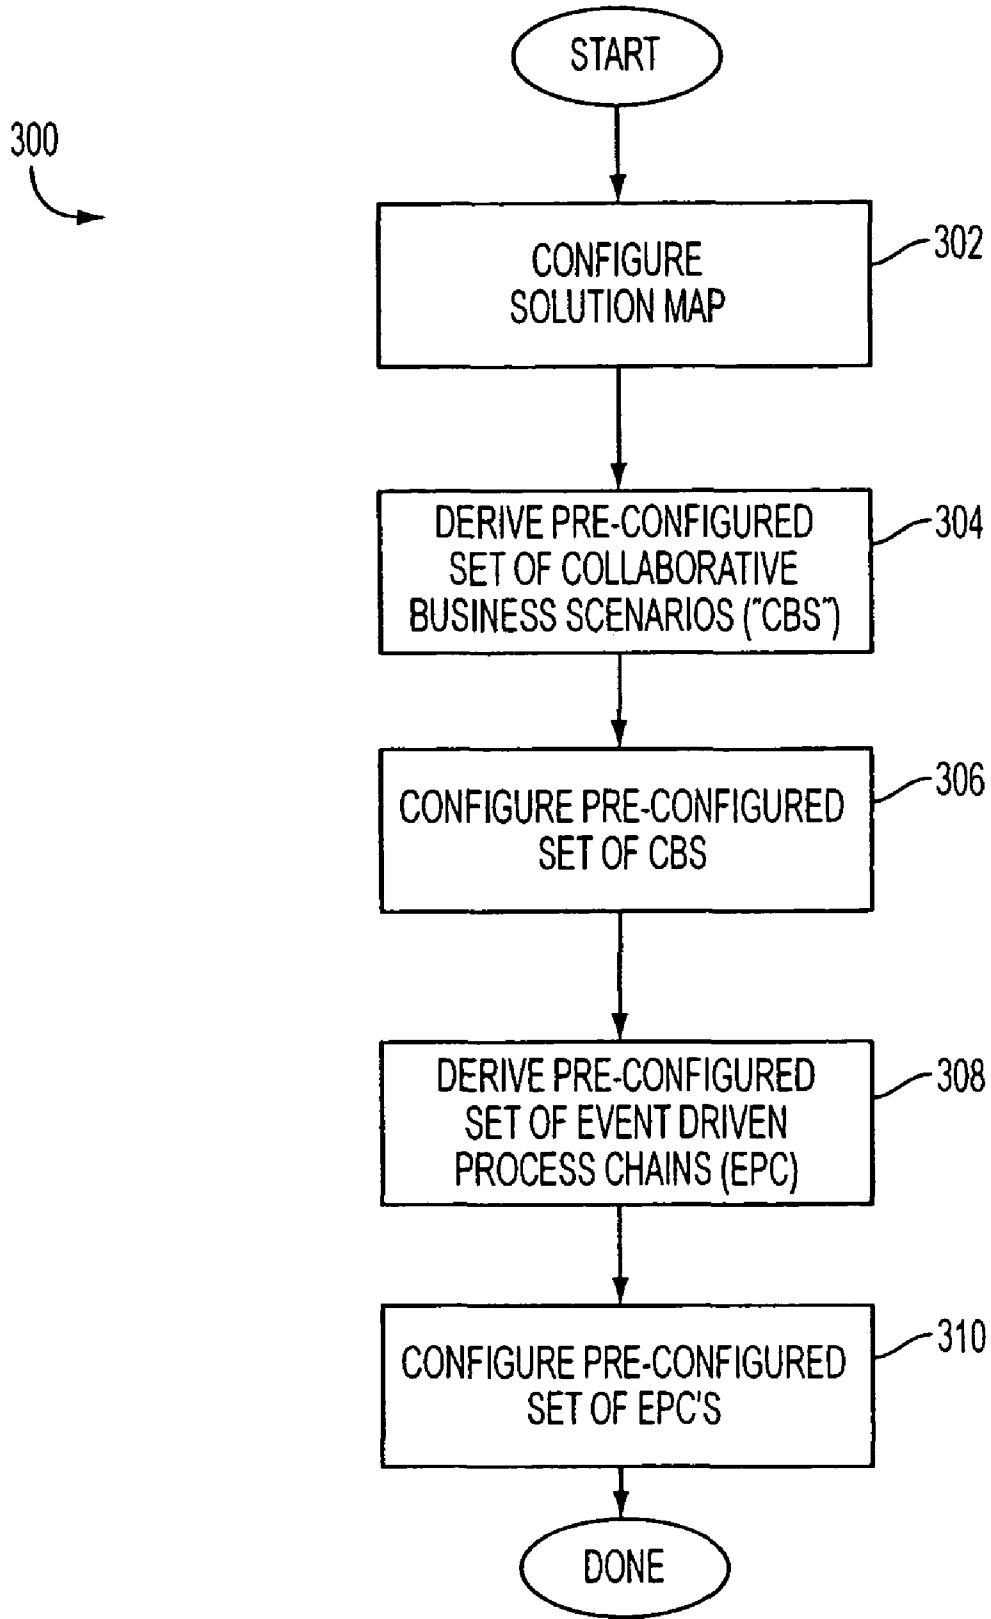 START
300
CONFIGURE
SOLUTION MAP
302
DERIVE PRE-CONFIGURED
SET OF COLLABORATIVE
BUSINESS SCENARIOS ("CBS")
304
CONFIGURE PRE-CONFIGURED
SET OF CBS
306
DERIVE PRE-CONFIGURED
SET OF EVENT DRIVEN
PROCESS CHAINS (EPC)
308
CONFIGURE PRE-CONFIGURED
SET OF EPC'S
310
DONE